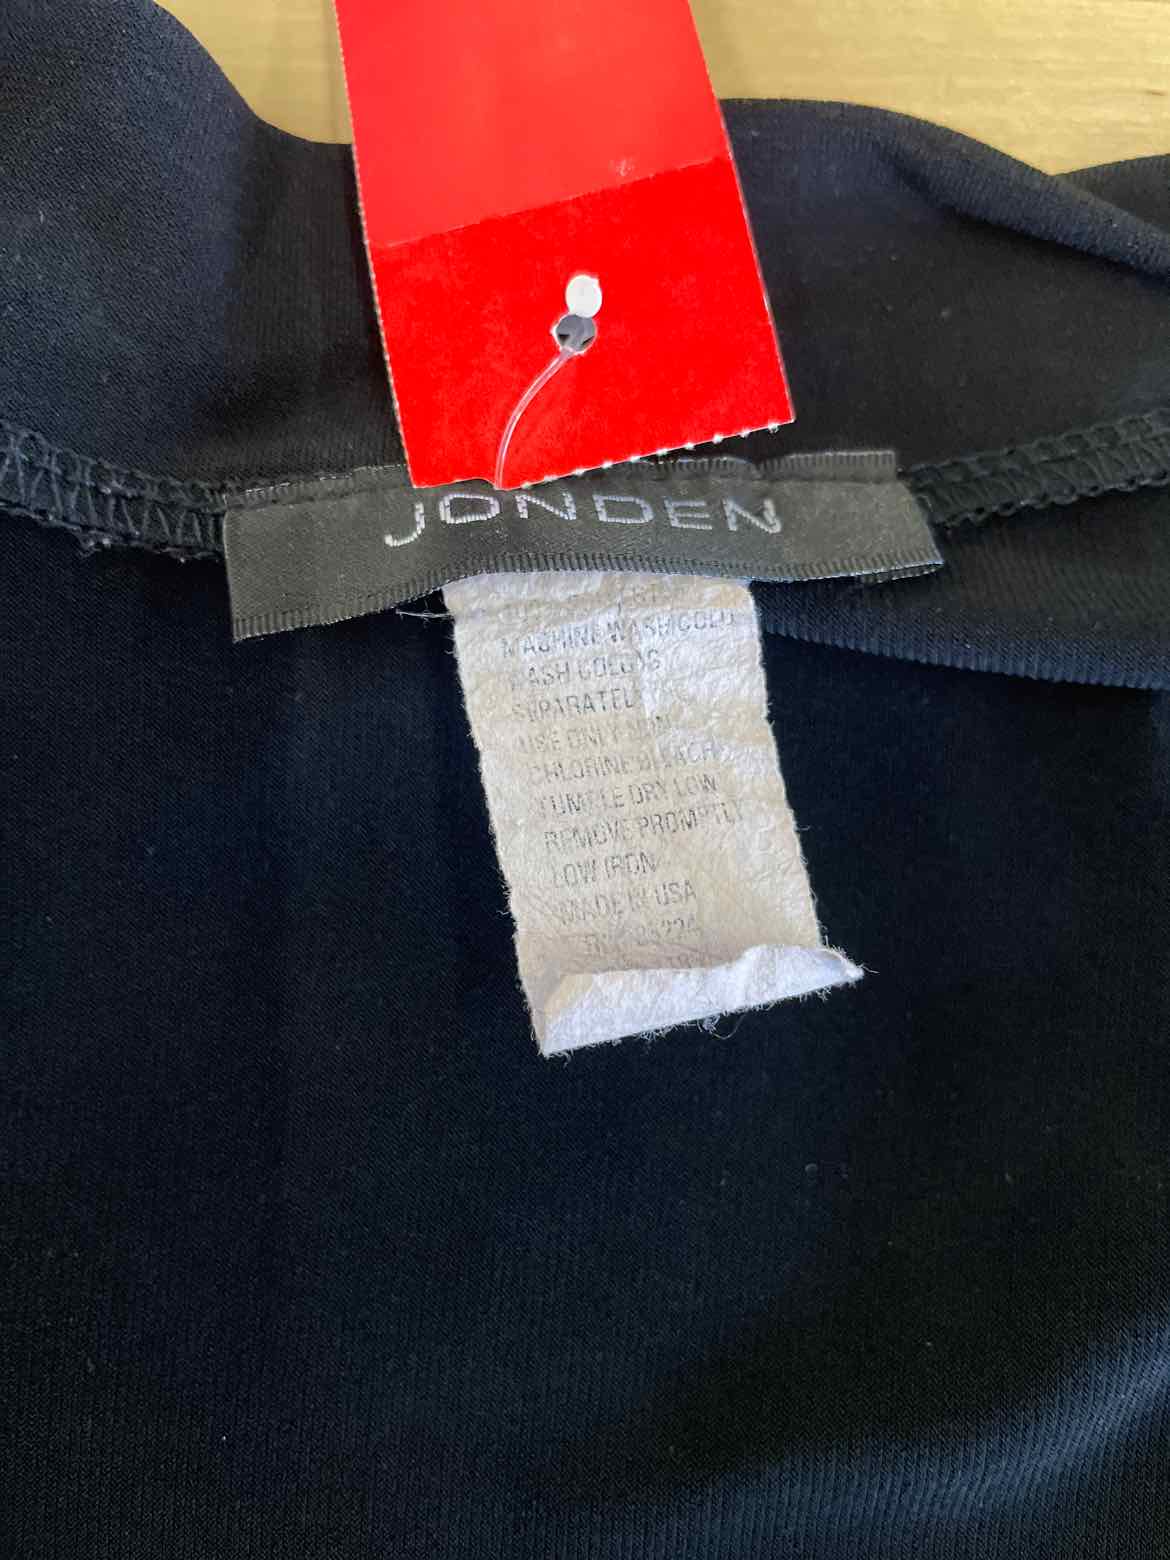 JONDEN
MACHINE WASH COLD
WASH COLORS
SEPARATELY
USE ONLY NON
CHLORINE BLEACH
TUMBLE DRY LOW
REMOVE PROMPTLY
LOW IRON
MADE IN USA